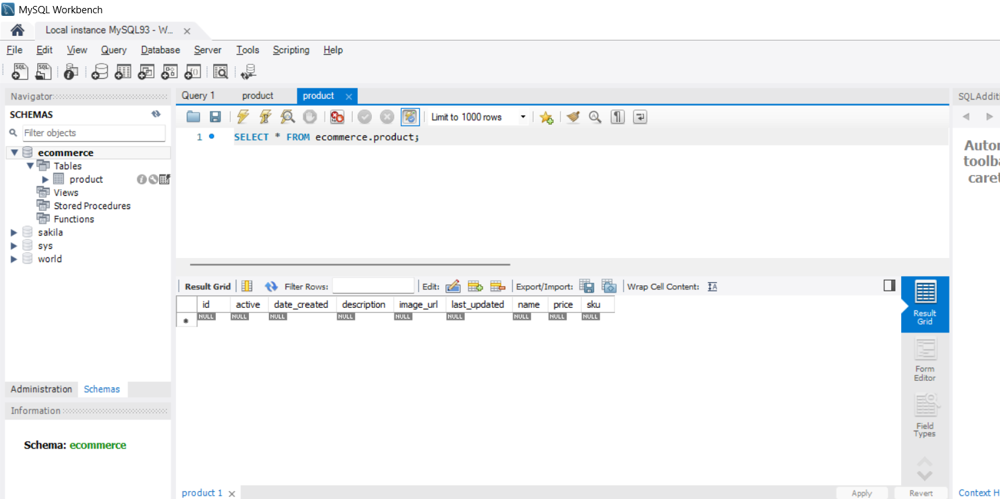 MySQL Workbench
Local instance MySQL93 - W...
File Edit View Query Database Server Tools Scripting Help
Navigator
SCHEMAS
Filter objects
ecommerce
Tables
product
Views
Stored Procedures
Functions
sakila
sys
world
Administration Schemas
Information
Schema: ecommerce
Query 1 product product
Limit to 1000 rows
1 SELECT * FROM ecommerce.product;
Result Grid Filter Rows: Edit: Export/Import: Wrap Cell Content:
id active date_created description image_url last_updated name price sku
NULL NULL NULL NULL NULL NULL NULL NULL NULL
Result
Grid
Form
Editor
Field
Types
product 1
Apply Revert
SQLAdditi
Autor
toolba
caret
Context H